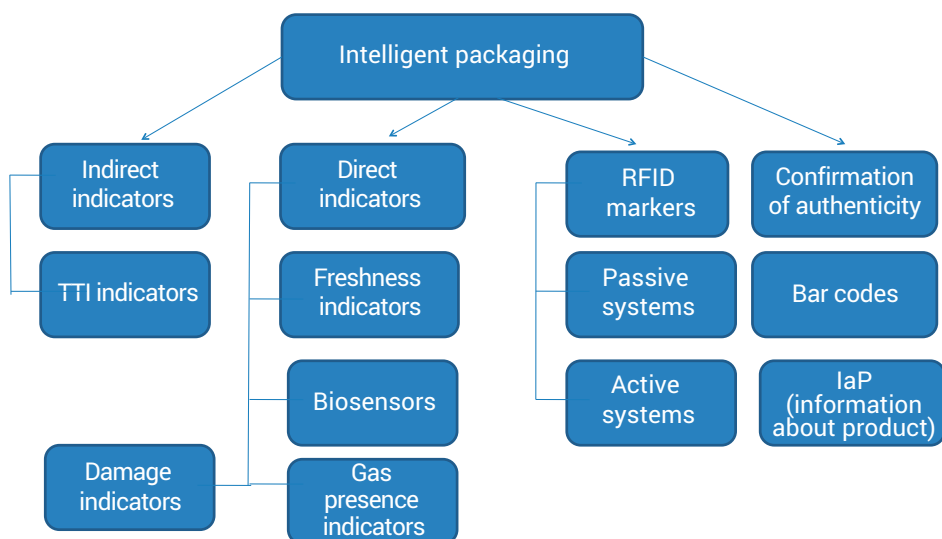 Intelligent packaging
Indirect
indicators
Direct
indicators
RFID
markers
Confirmation
of authenticity
TTI indicators
Freshness
indicators
Passive
systems
Bar codes
Biosensors
Active
systems
IaP
(information
about product)
Damage
indicators
Gas
presence
indicators